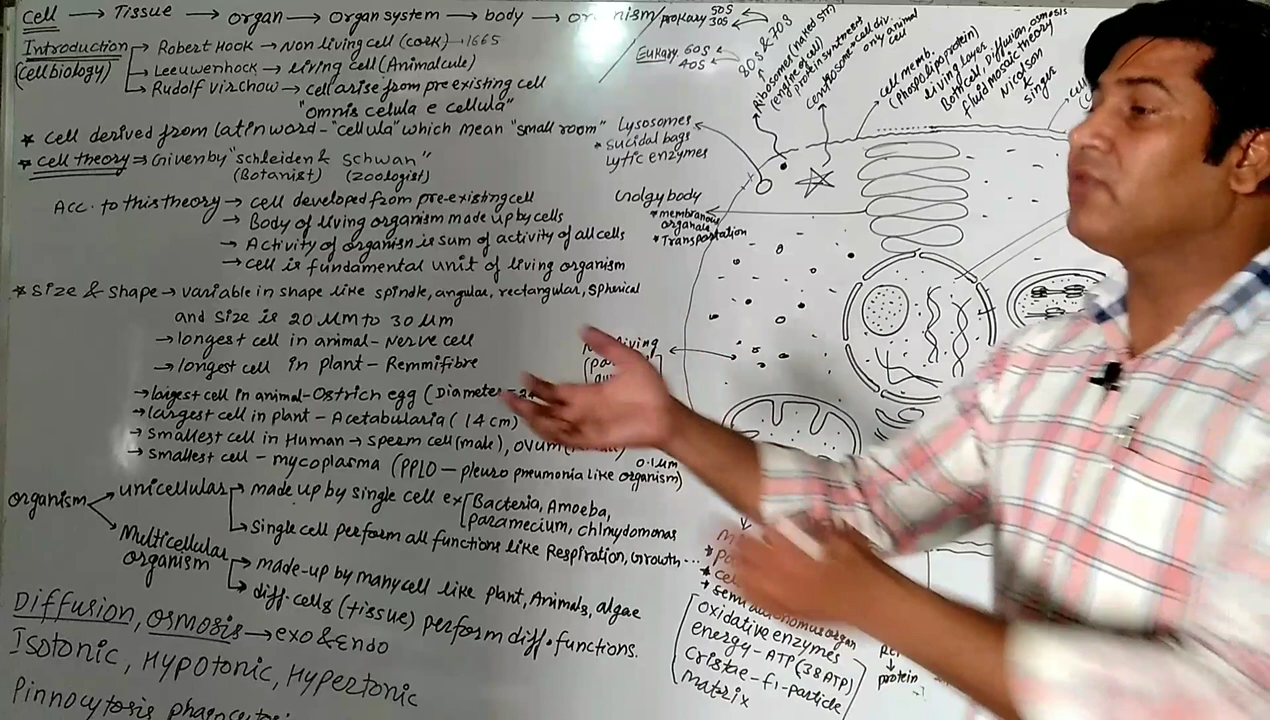 cell → Tissue → organ → organ system → body →
Introduction → Robert Hook → Non living cell (cork) → 1665
(cell biology) → Leeuwenhock → living cell (Animalcule)
→ Rudolf virchow → cell arise from pre existing cell
"omnis celula e cellula"
* cell derived from latin word - "cellula" which mean "small room"
* cell theory ⇒ Given by "schleiden & schwan"
(Botanist) (zoologist)
Acc. to this theory → cell developed from pre-existing cell
→ Body of living organism made up by cells
→ Activity of organism is sum of activity of all cells
→ cell is fundamental unit of living organism
* size & shape → variable in shape like spindle, angular, rectangular, spherical
and size is 20 μm to 30 μm
→ longest cell in animal - Nerve cell
→ longest cell in plant - Remmifibre
→ largest cell in animal - Ostrich egg (Diameter -
→ largest cell in plant - Acetabularia (14 cm)
→ smallest cell in Human → sperm cell (male), ovum
→ smallest cell - mycoplasma (PPLO - pleuro pneumonia like organism)
0.1μm
organism
unicellular → made up by single cell ex [Bacteria, Amoeba,
paramecium, chlmydomonas
→ single cell perform all functions like Respiration, Growth ...
Multicellular organism → made-up by many cell like plant, Animals, algae
→ diff. cells (tissue) perform diff. functions.
Diffusion, osmosis → exo & Endo
Isotonic, Hypotonic, Hypertonic
Pinnocytosis
prokary 50S
30S
Eukary 60S
40S
80S & 70S
Ribosomes (naked str)
(engine of cell)
protein
centrosome → cell div.
only animal
cell
cell memb.
(phospolipoprotein)
living layer
Diffusion, osmosis
fluid mosaic theory
Nicolson
&
singer
Lysosomes
* sucidal bags
Lytic enzymes
Golgy body
* membranous
organale
* Transportation
organ
oxidative enzymes
energy - ATP (38 ATP)
cristae - f1 - particle
matrix
protein